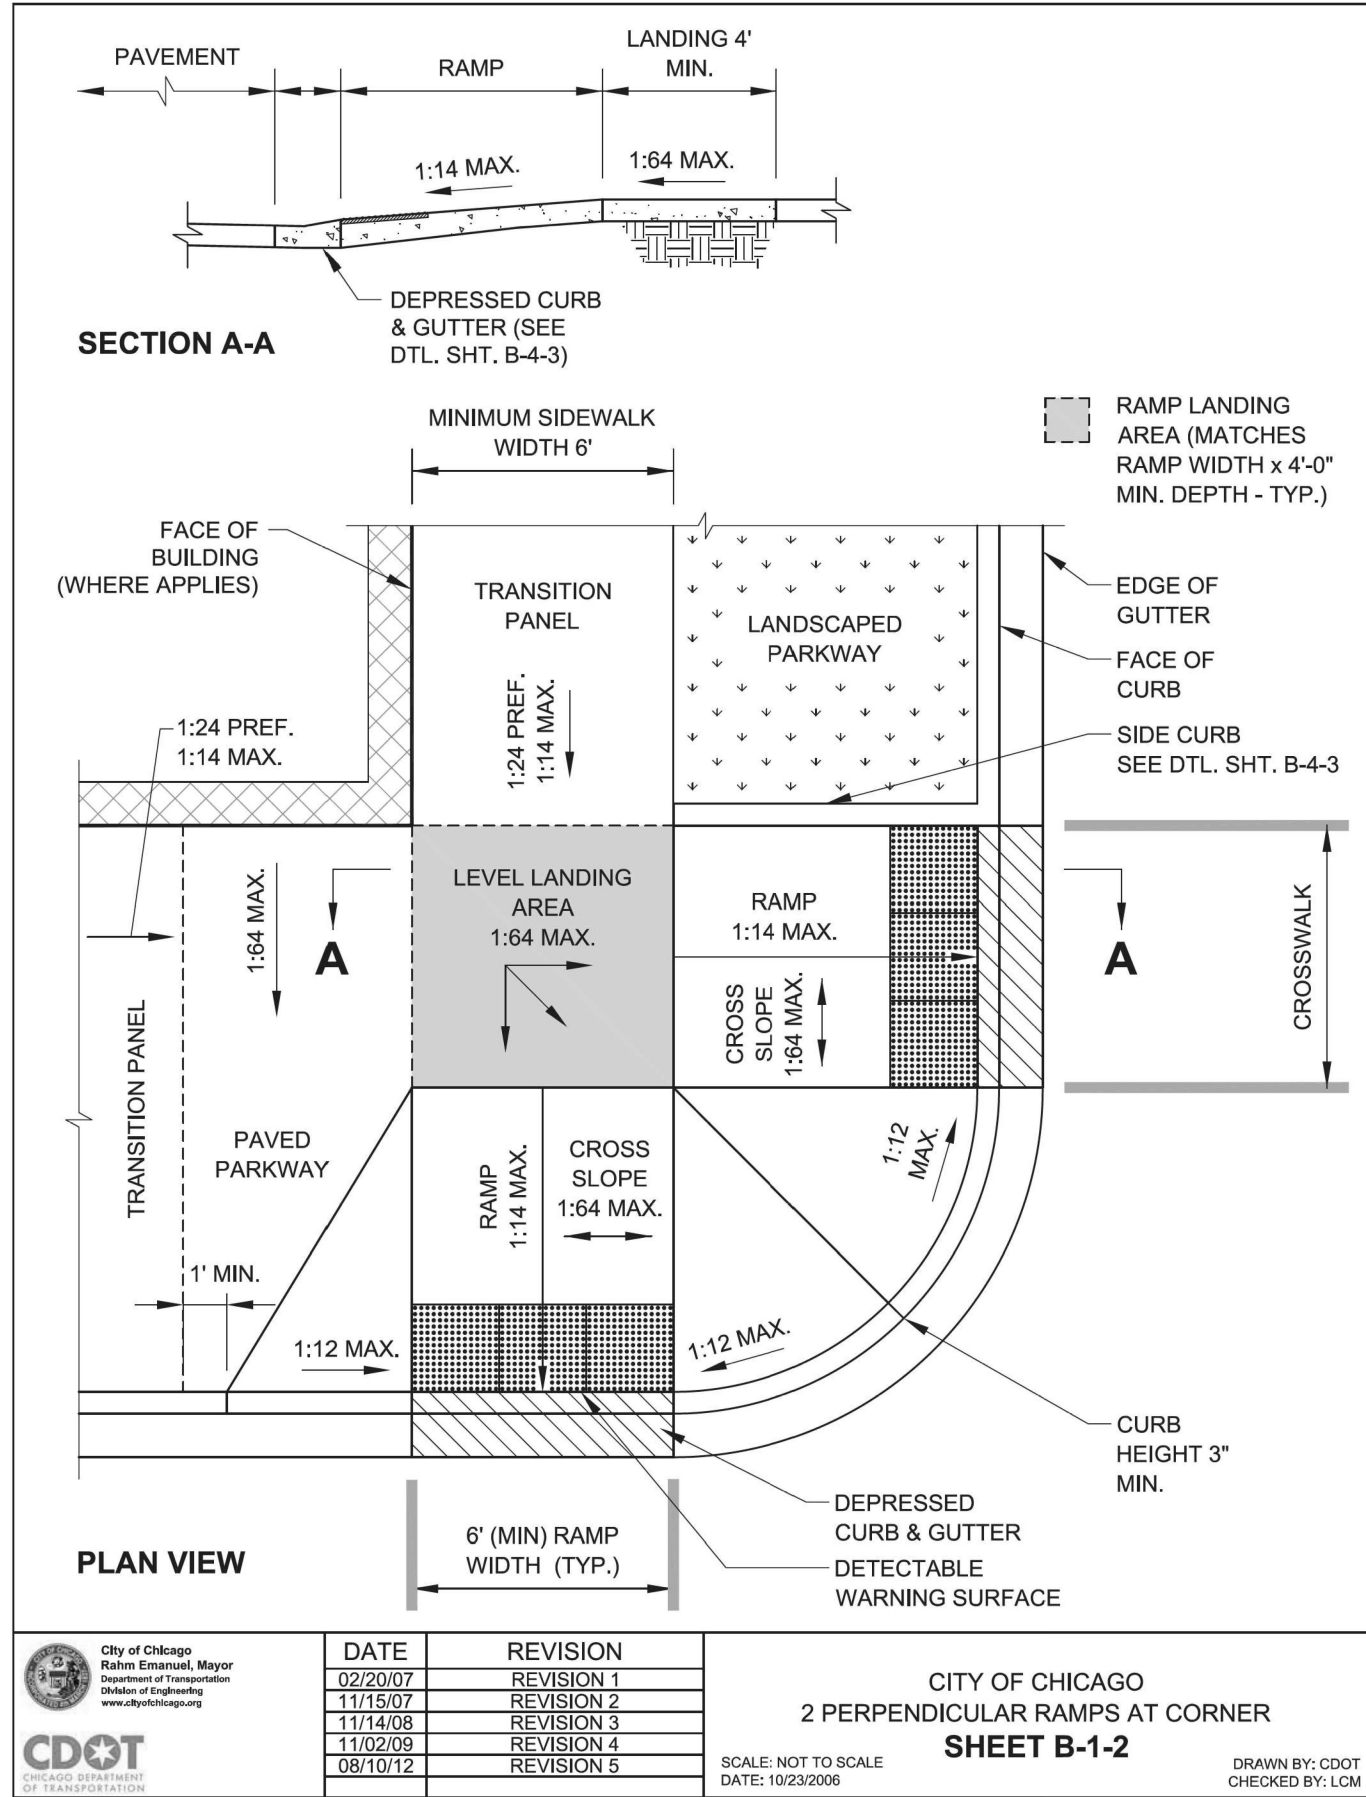 PAVEMENT
RAMP
LANDING 4'
MIN.
1:14 MAX.
1:64 MAX.
DEPRESSED CURB
& GUTTER (SEE
DTL. SHT. B-4-3)
SECTION A-A
MINIMUM SIDEWALK
WIDTH 6'
RAMP LANDING
AREA (MATCHES
RAMP WIDTH x 4'-0"
MIN. DEPTH - TYP.)
FACE OF
BUILDING
(WHERE APPLIES)
TRANSITION
PANEL
1:24 PREF.
1:14 MAX.
LANDSCAPED
PARKWAY
EDGE OF
GUTTER
FACE OF
CURB
SIDE CURB
SEE DTL. SHT. B-4-3
1:24 PREF.
1:14 MAX.
1:64 MAX.
A
LEVEL LANDING
AREA
1:64 MAX.
RAMP
1:14 MAX.
CROSS
SLOPE
1:64 MAX.
A
CROSSWALK
TRANSITION PANEL
PAVED
PARKWAY
RAMP
1:14 MAX.
CROSS
SLOPE
1:64 MAX.
1:12
MAX.
1' MIN.
1:12 MAX.
1:12 MAX.
CURB
HEIGHT 3"
MIN.
DEPRESSED
CURB & GUTTER
DETECTABLE
WARNING SURFACE
6' (MIN) RAMP
WIDTH (TYP.)
PLAN VIEW
City of Chicago
Rahm Emanuel, Mayor
Department of Transportation
Division of Engineering
www.cityofchicago.org
CDOT
CHICAGO DEPARTMENT
OF TRANSPORTATION
DATE REVISION
02/20/07 REVISION 1
11/15/07 REVISION 2
11/14/08 REVISION 3
11/02/09 REVISION 4
08/10/12 REVISION 5
CITY OF CHICAGO
2 PERPENDICULAR RAMPS AT CORNER
SHEET B-1-2
SCALE: NOT TO SCALE
DATE: 10/23/2006
DRAWN BY: CDOT
CHECKED BY: LCM